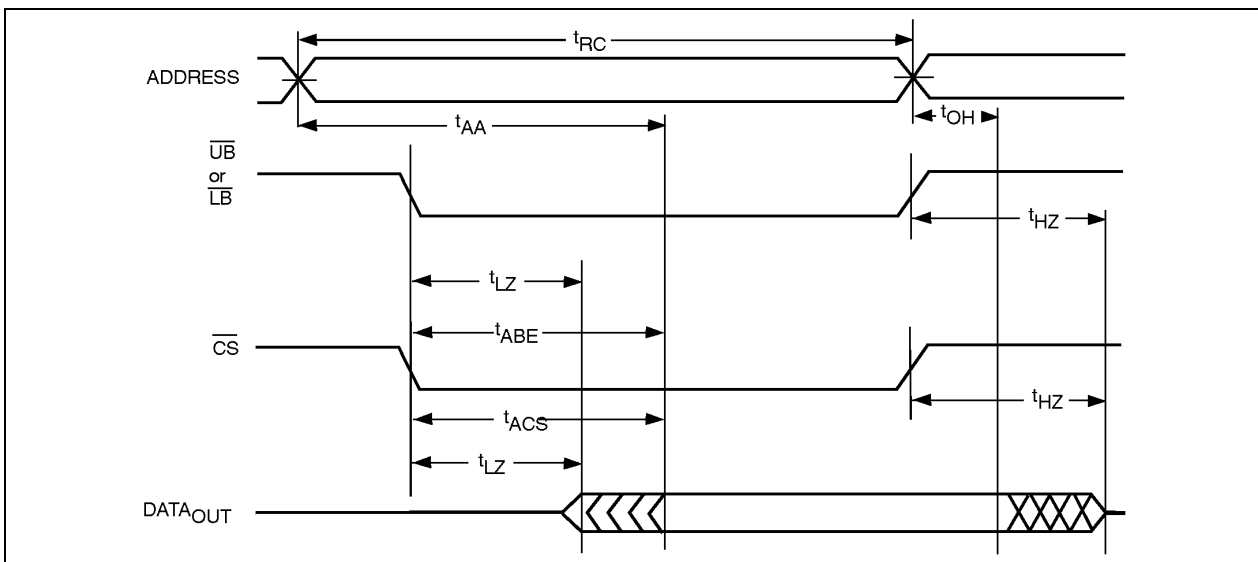 tRC
ADDRESS
tAA
tOH
UB
or
LB
tHZ
tLZ
tABE
CS
tHZ
tACS
tLZ
DATAOUT